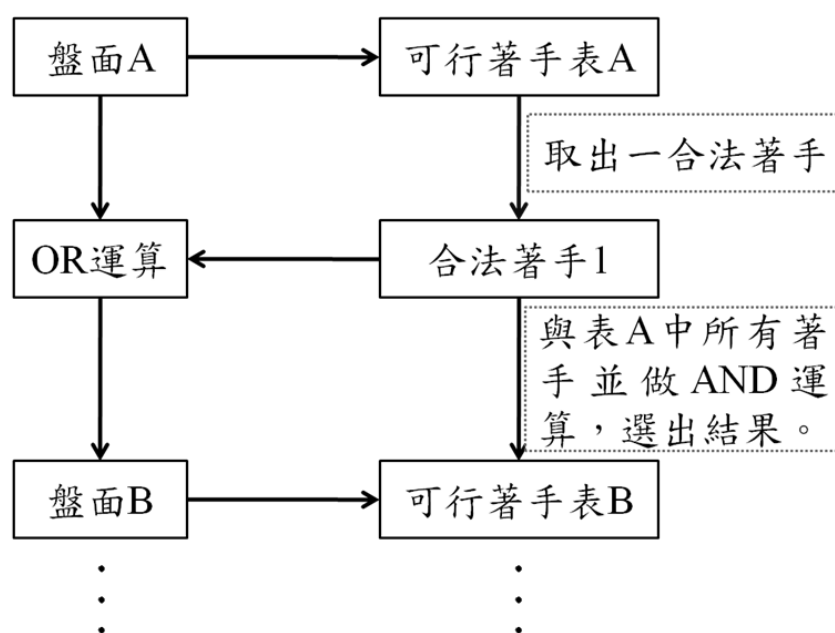 盤面A
可行著手表A
取出一合法著手
OR運算
合法著手1
與表A中所有著
手並做AND運
算，選出結果。
盤面B
可行著手表B